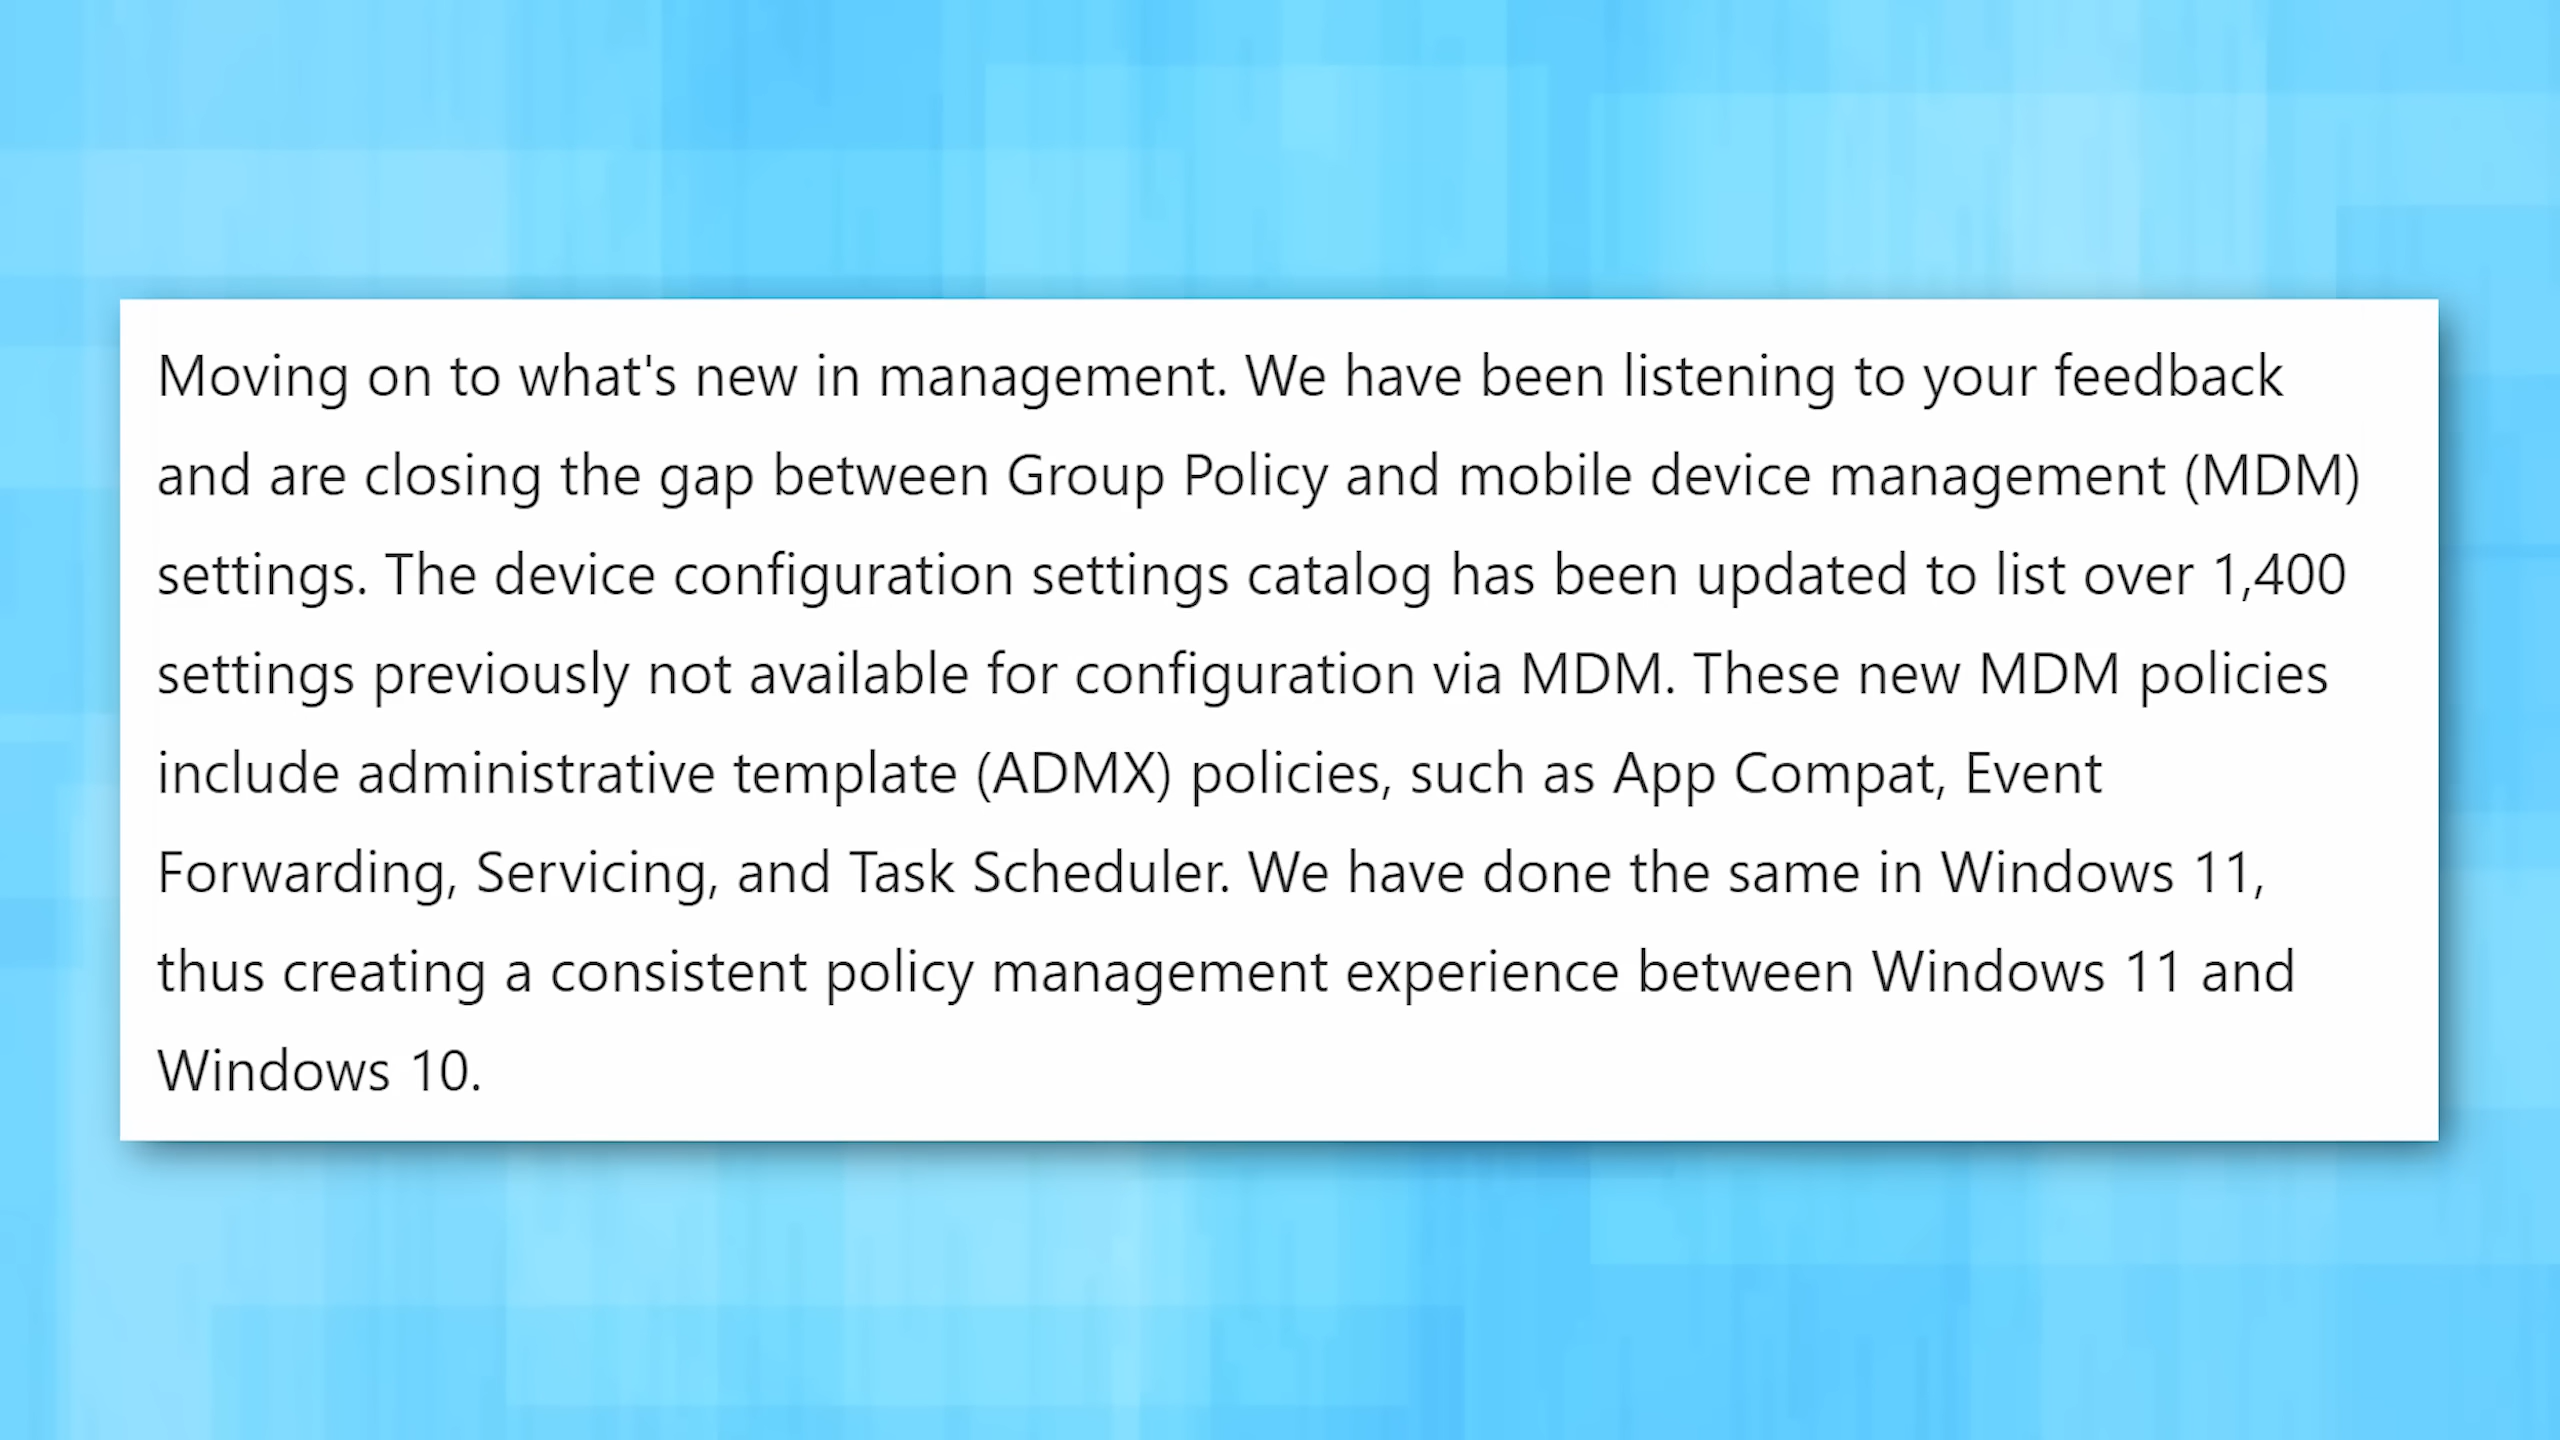 Moving on to what's new in management. We have been listening to your feedback
and are closing the gap between Group Policy and mobile device management (MDM)
settings. The device configuration settings catalog has been updated to list over 1,400
settings previously not available for configuration via MDM. These new MDM policies
include administrative template (ADMX) policies, such as App Compat, Event
Forwarding, Servicing, and Task Scheduler. We have done the same in Windows 11,
thus creating a consistent policy management experience between Windows 11 and
Windows 10.